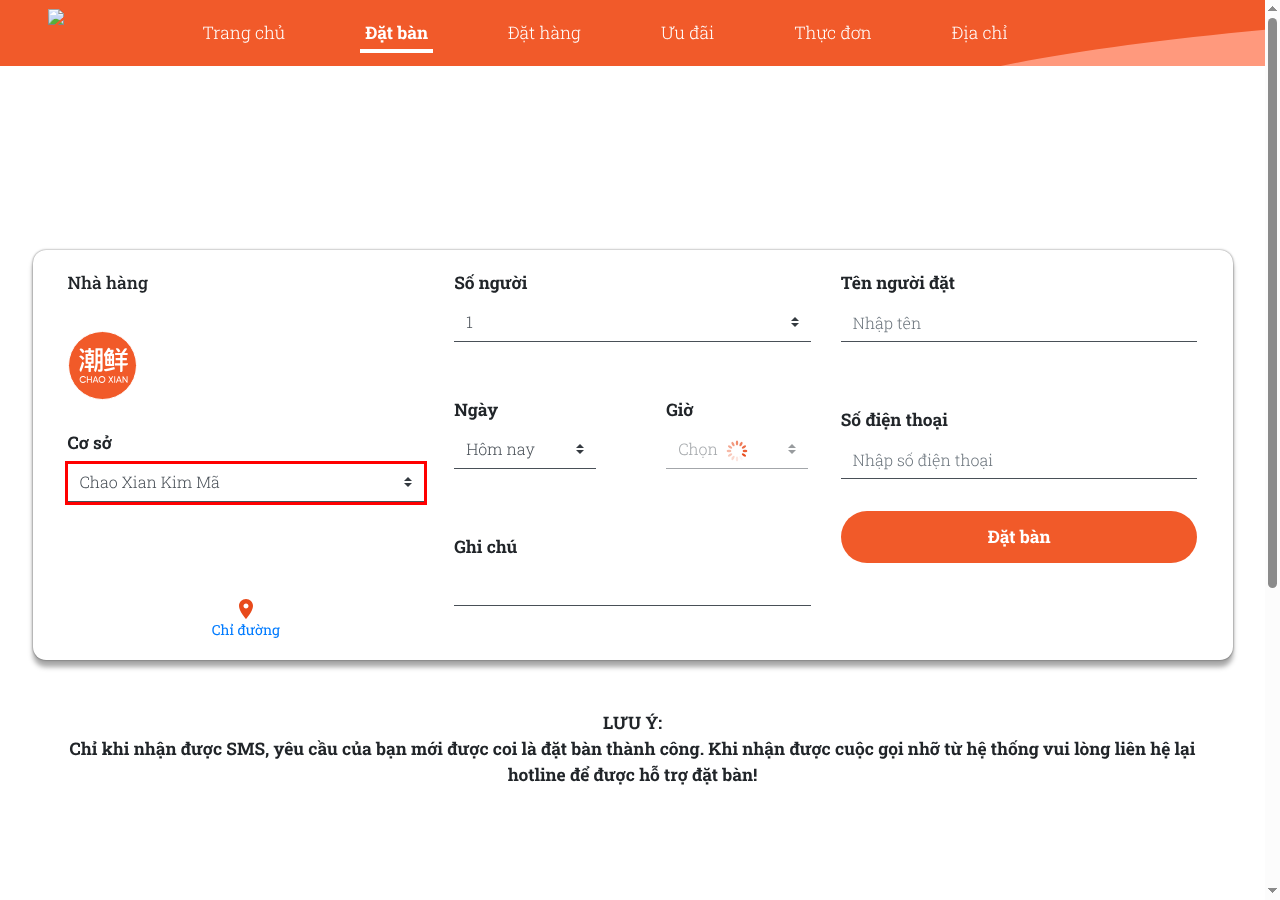 Trang chủ
Đặt bàn
Đặt hàng
Ưu đãi
Thực đơn
Địa chỉ
Nhà hàng
潮鲜
CHAO XIAN
Cơ sở
Chao Xian Kim Mã
Chỉ đường
Số người
1
Ngày
Hôm nay
Giờ
Chọn
Ghi chú
Tên người đặt
Nhập tên
Số điện thoại
Nhập số điện thoại
Đặt bàn
LƯU Ý:
Chỉ khi nhận được SMS, yêu cầu của bạn mới được coi là đặt bàn thành công. Khi nhận được cuộc gọi nhỡ từ hệ thống vui lòng liên hệ lại
hotline để được hỗ trợ đặt bàn!